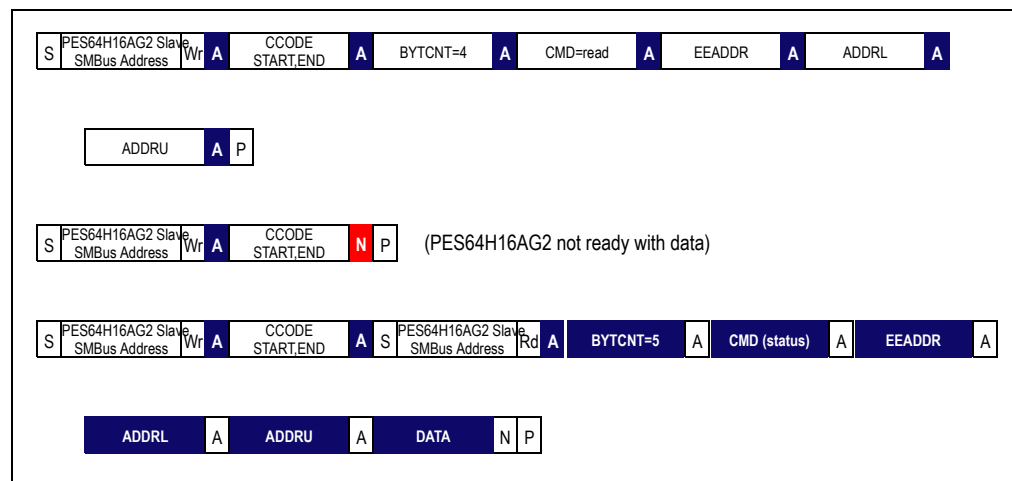 S PES64H16AG2 Slave SMBus Address Wr A CCODE START,END A BYTCNT=4 A CMD=read A EEADDR A ADDRL A
ADDRU A P
S PES64H16AG2 Slave SMBus Address Wr A CCODE START,END N P (PES64H16AG2 not ready with data)
S PES64H16AG2 Slave SMBus Address Wr A CCODE START,END A S PES64H16AG2 Slave SMBus Address Rd A BYTCNT=5 A CMD (status) A EEADDR A
ADDRL A ADDRU A DATA N P